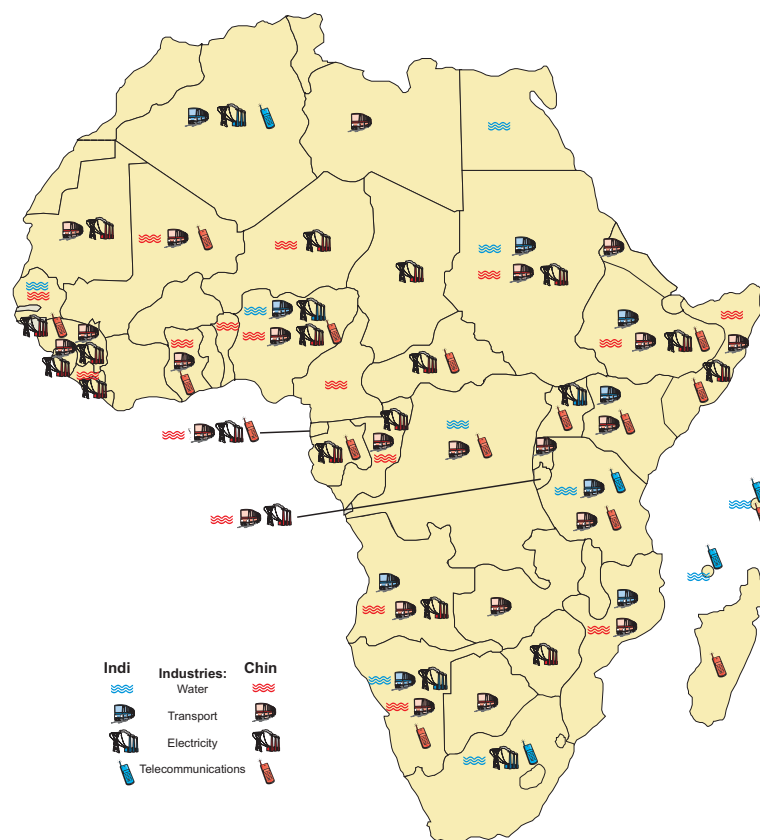 Indi Industries: Chin
Water
Transport
Electricity
Telecommunications